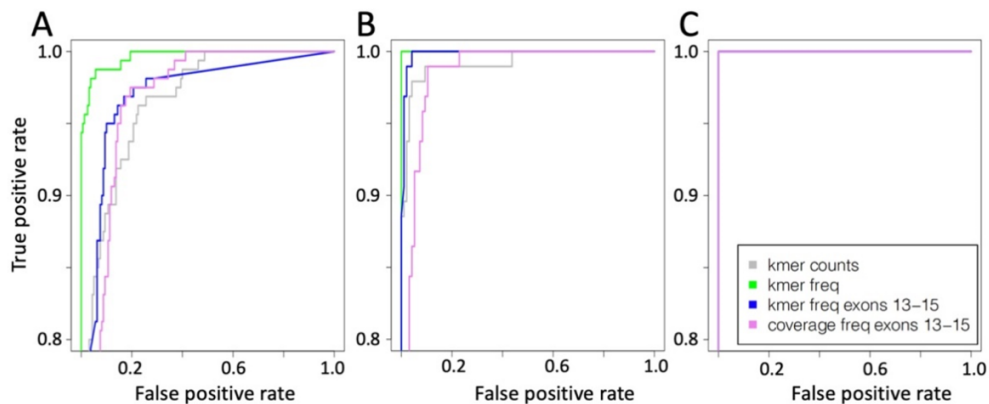 A
B
C
True positive rate
1.0
0.9
0.8
0.2
0.6
1.0
False positive rate
1.0
0.9
0.8
0.2
0.6
1.0
False positive rate
1.0
0.9
0.8
0.2
0.6
1.0
False positive rate
kmer counts
kmer freq
kmer freq exons 13–15
coverage freq exons 13–15